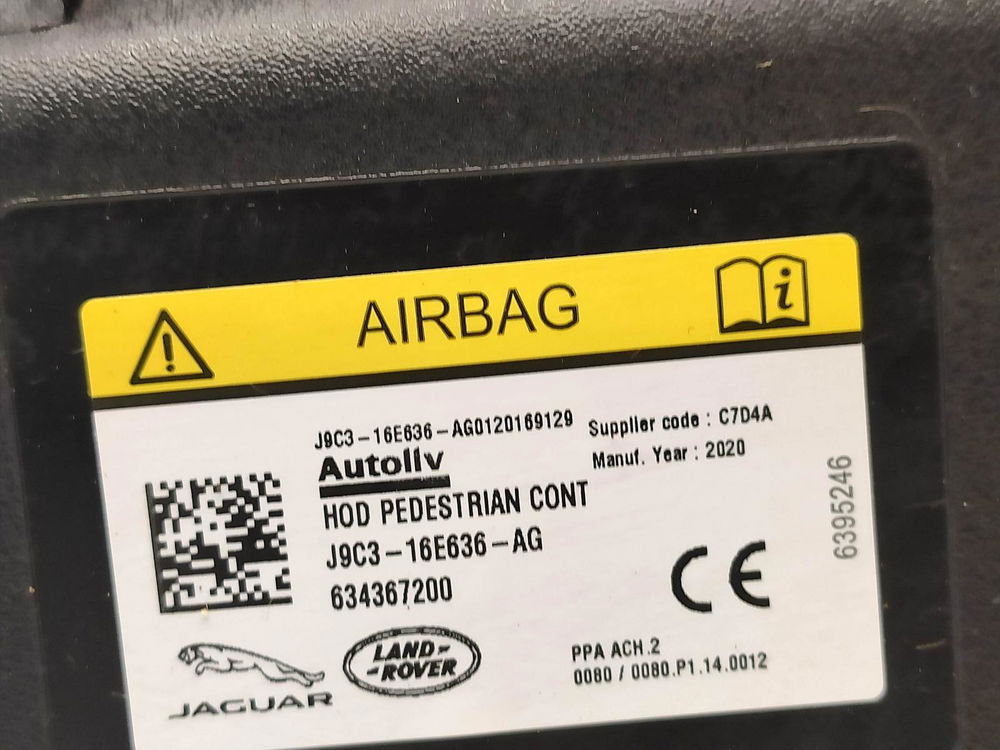 AIRBAG
J9C3-16E636-AG0120169129
Supplier code : C7D4A
Autoliv
Manuf. Year : 2020
HOD PEDESTRIAN CONT
J9C3-16E636-AG
634367200
6395246
CE
LAND-
-ROVER
JAGUAR
PPA ACH.2
0080 / 0080.P1.14.0012